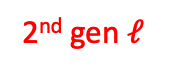 2nd gen ℓ